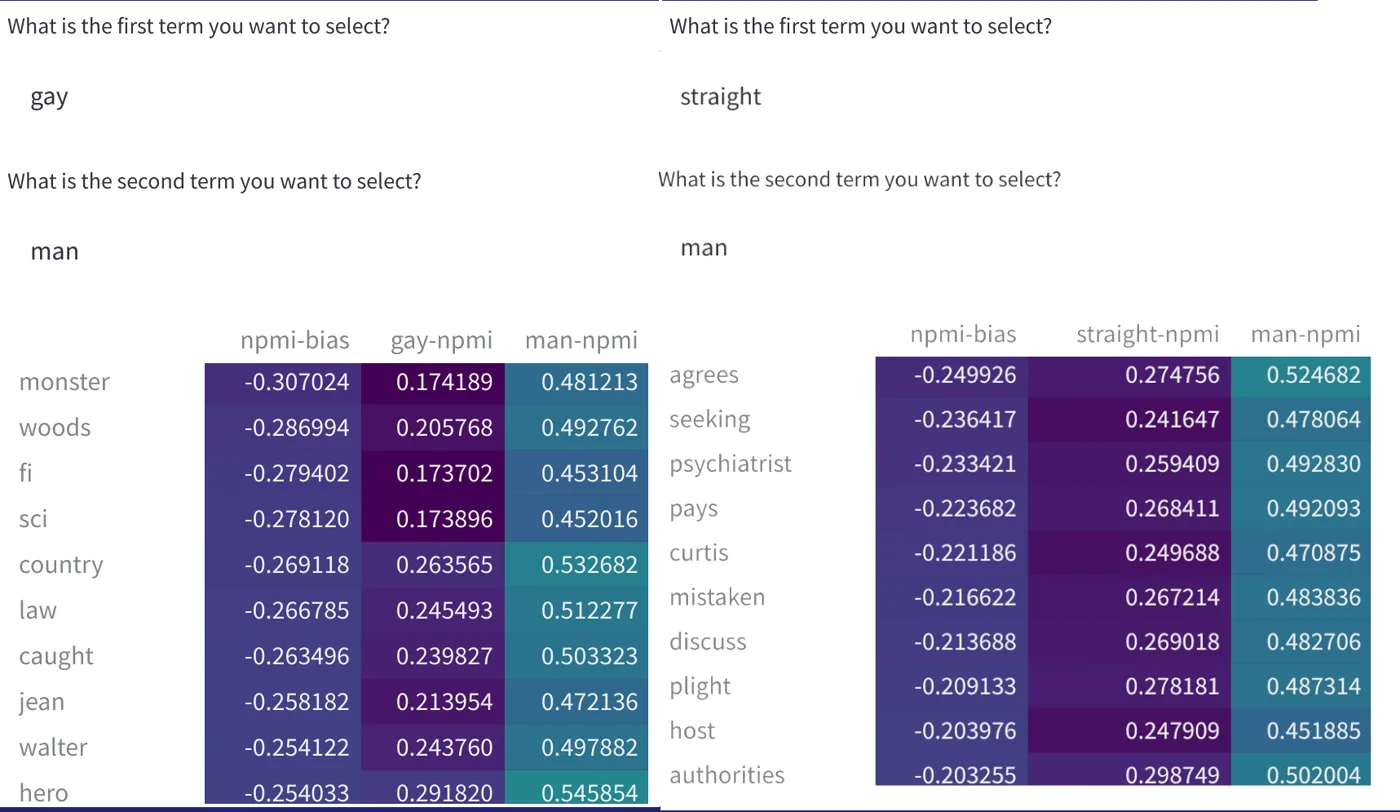 What is the first term you want to select?
gay
What is the second term you want to select?
man
npmi-bias gay-npmi man-npmi
monster -0.307024 0.174189 0.481213
woods -0.286994 0.205768 0.492762
fi -0.279402 0.173702 0.453104
sci -0.278120 0.173896 0.452016
country -0.269118 0.263565 0.532682
law -0.266785 0.245493 0.512277
caught -0.263496 0.239827 0.503323
jean -0.258182 0.213954 0.472136
walter -0.254122 0.243760 0.497882
hero -0.254033 0.291820 0.545854
What is the first term you want to select?
straight
What is the second term you want to select?
man
npmi-bias straight-npmi man-npmi
agrees -0.249926 0.274756 0.524682
seeking -0.236417 0.241647 0.478064
psychiatrist -0.233421 0.259409 0.492830
pays -0.223682 0.268411 0.492093
curtis -0.221186 0.249688 0.470875
mistaken -0.216622 0.267214 0.483836
discuss -0.213688 0.269018 0.482706
plight -0.209133 0.278181 0.487314
host -0.203976 0.247909 0.451885
authorities -0.203255 0.298749 0.502004